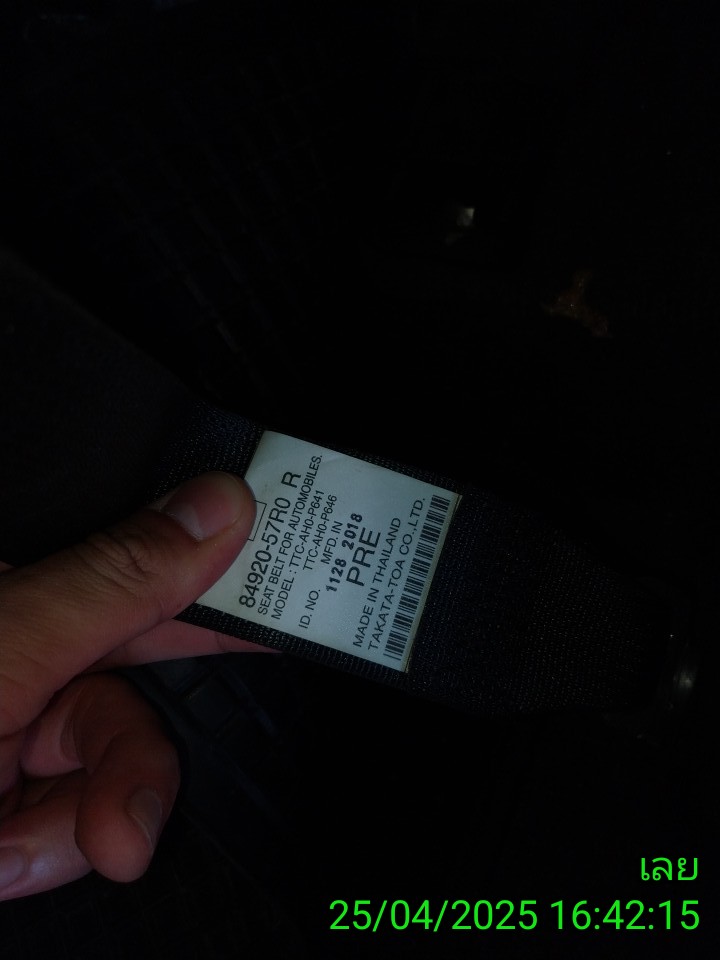 84920-57R0 R
SEAT BELT FOR AUTOMOBILES.
MODEL : TTC-AH0-P641
TTC-AH0-P646
ID. NO. MFD. IN
1128 2018
PRE
MADE IN THAILAND
TAKATA-TOA CO.,LTD.
เลย
25/04/2025 16:42:15